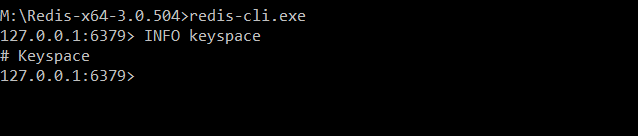 M:\Redis-x64-3.0.504>redis-cli.exe
127.0.0.1:6379> INFO keyspace
# Keyspace
127.0.0.1:6379>